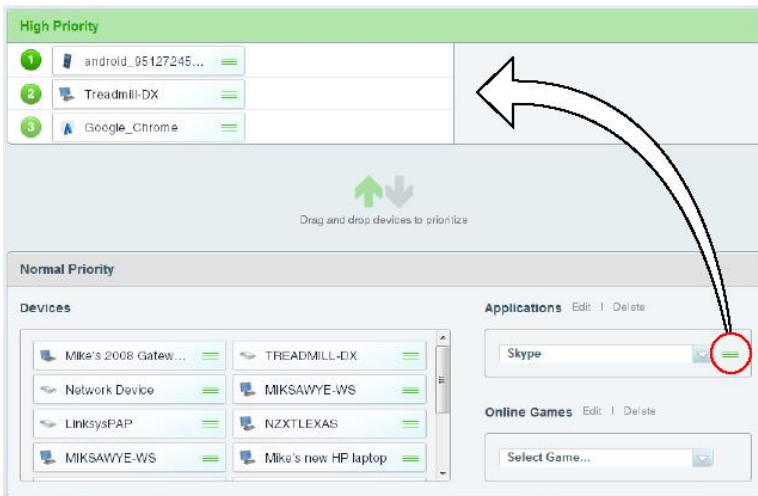 High Priority
1 android_95127245...
2 Treadmill-DX
3 Google_Chrome
Drag and drop devices to prioritize
Normal Priority
Devices
Applications Edit | Delete
Mike's 2008 Gatew... TREADMILL-DX
Skype
Network Device MIKSAWYE-WS
LinksysPAP NZXTLEXAS
Online Games Edit | Delete
MIKSAWYE-WS Mike's new HP laptop
Select Game...